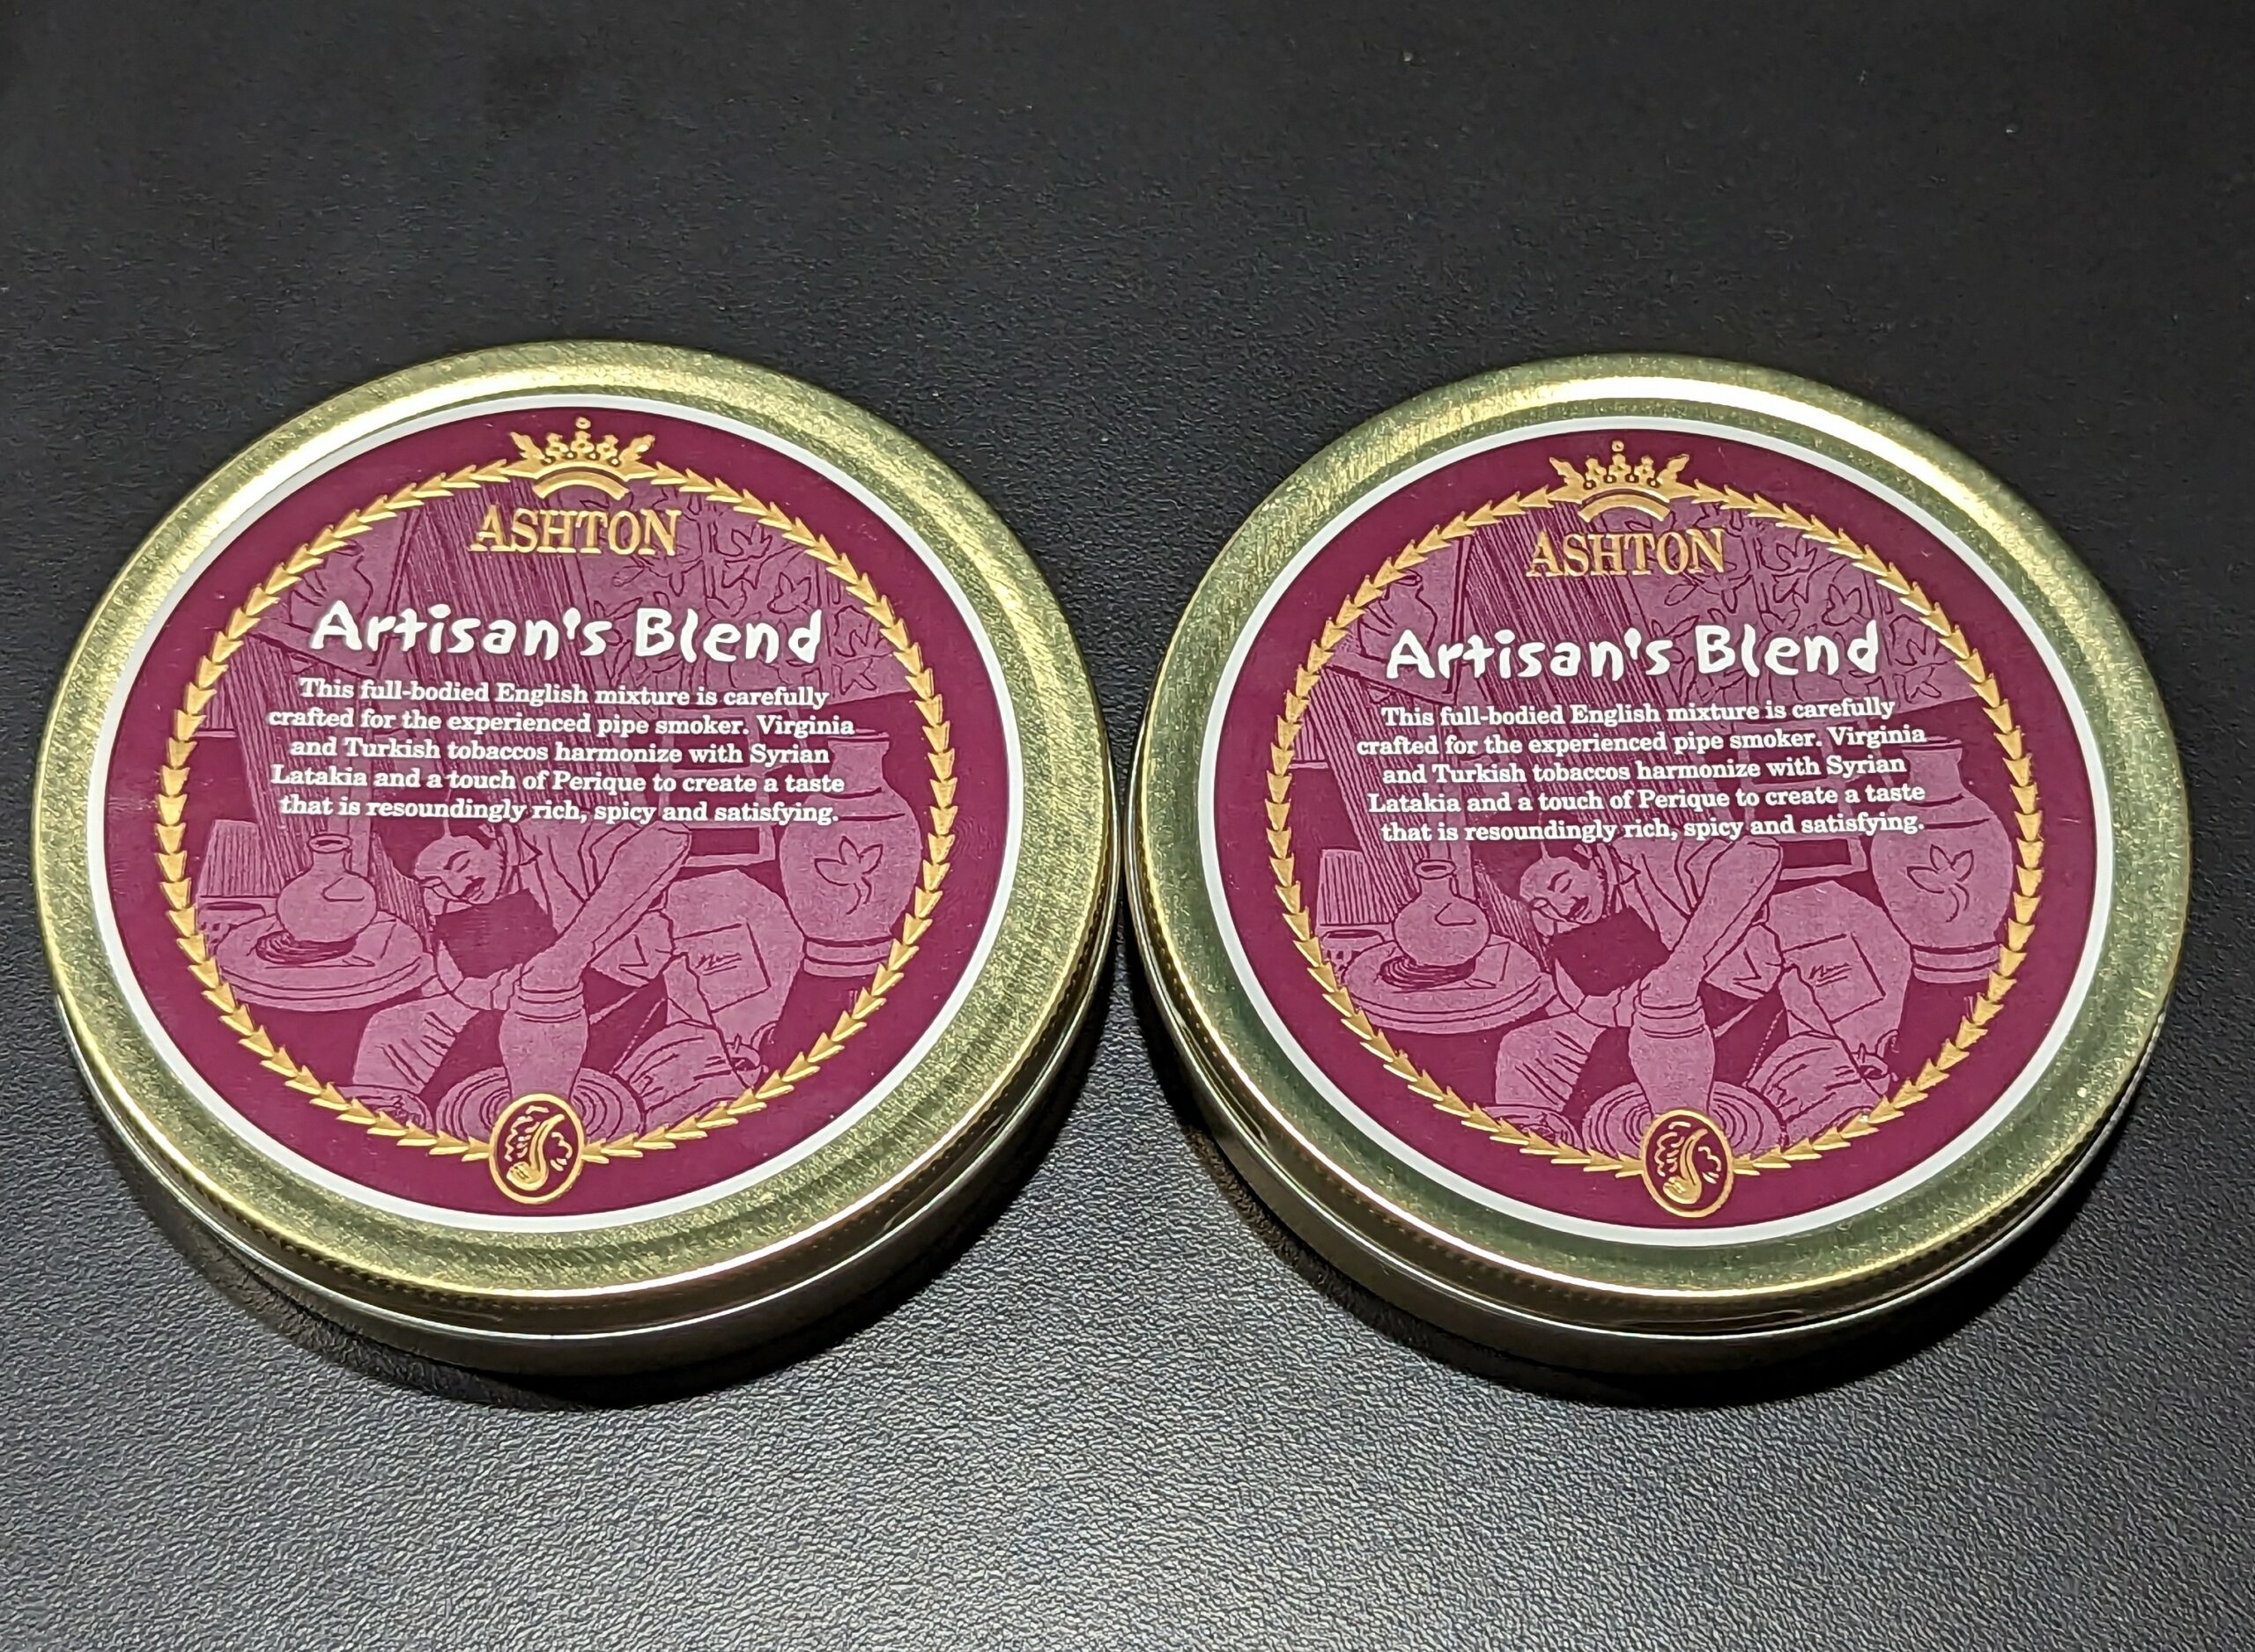 ASHTON
Artisan's Blend
This full-bodied English mixture is carefully
crafted for the experienced pipe smoker. Virginia
and Turkish tobaccos harmonize with Syrian
Latakia and a touch of Perique to create a taste
that is resoundingly rich, spicy and satisfying.
ASHTON
Artisan's Blend
This full-bodied English mixture is carefully
crafted for the experienced pipe smoker. Virginia
and Turkish tobaccos harmonize with Syrian
Latakia and a touch of Perique to create a taste
that is resoundingly rich, spicy and satisfying.